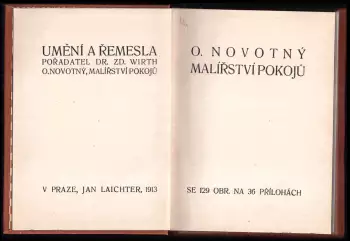 UMĚNÍ A ŘEMESLA
POŘADATEL DR. ZD. WIRTH
O. NOVOTNÝ, MALÍŘSTVÍ POKOJŮ
V PRAZE, JAN LAICHTER, 1913
O. NOVOTNÝ
MALÍŘSTVÍ POKOJŮ
SE 129 OBR. NA 36 PŘÍLOHÁCH